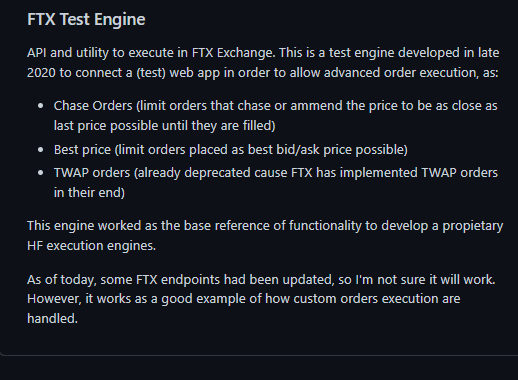 FTX Test Engine
API and utility to execute in FTX Exchange. This is a test engine developed in late
2020 to connect a (test) web app in order to allow advanced order execution, as:
• Chase Orders (limit orders that chase or ammend the price to be as close as
last price possible until they are filled)
• Best price (limit orders placed as best bid/ask price possible)
• TWAP orders (already deprecated cause FTX has implemented TWAP orders
in their end)
This engine worked as the base reference of functionality to develop a propietary
HF execution engines.
As of today, some FTX endpoints had been updated, so I'm not sure it will work.
However, it works as a good example of how custom orders execution are
handled.